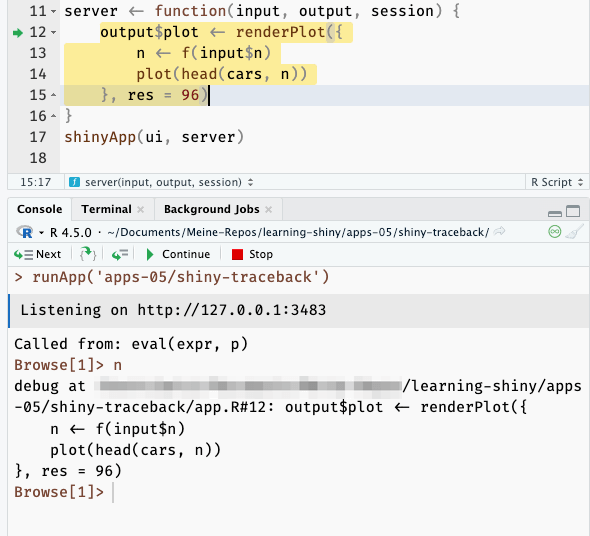 11 server <- function(input, output, session) {
12 output$plot <- renderPlot({
13 n <- f(input$n)
14 plot(head(cars, n))
15 }, res = 96)
16 }
17 shinyApp(ui, server)
18
15:17 server(input, output, session) R Script
Console Terminal Background Jobs
R 4.5.0 · ~/Documents/Meine-Repos/learning-shiny/apps-05/shiny-traceback/
Next Continue Stop
> runApp('apps-05/shiny-traceback')
Listening on http://127.0.0.1:3483
Called from: eval(expr, p)
Browse[1]> n
debug at /learning-shiny/apps
-05/shiny-traceback/app.R#12: output$plot <- renderPlot({
n <- f(input$n)
plot(head(cars, n))
}, res = 96)
Browse[1]>